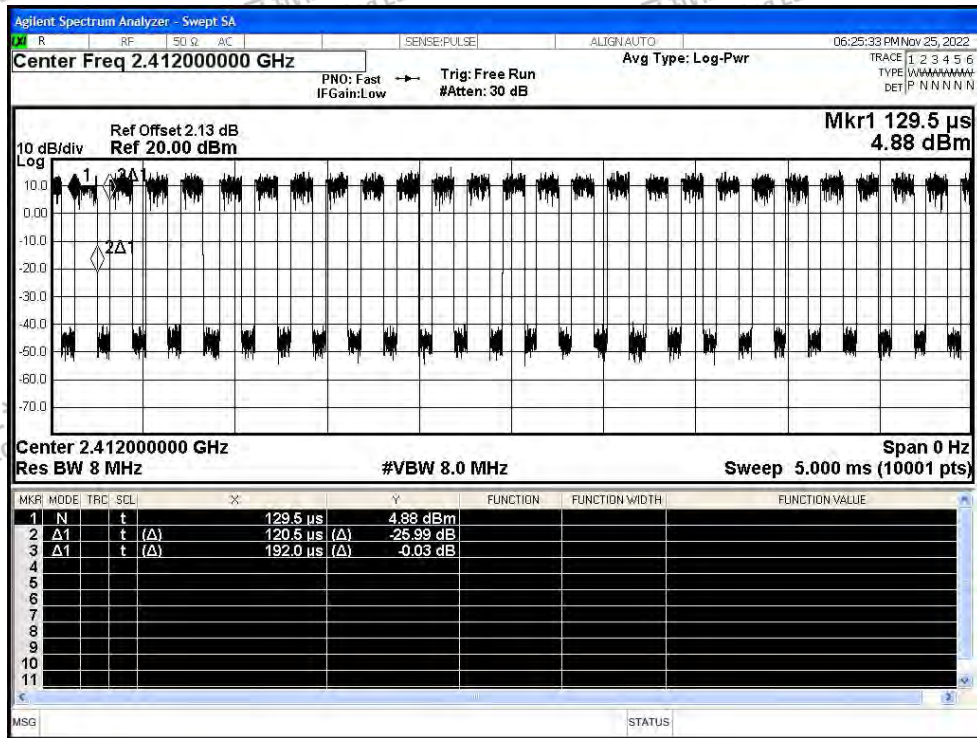 Agilent Spectrum Analyzer - Swept SA
LXI R RF 50 Ω AC SENSE:PULSE ALIGN AUTO 06:25:33 PM Nov 25, 2022
Center Freq 2.412000000 GHz
PNO: Fast
IFGain:Low
Trig: Free Run
#Atten: 30 dB
Avg Type: Log-Pwr
TRACE 1 2 3 4 5 6
TYPE WWWWWW
DET P N N N N N
Mkr1 129.5 µs
4.88 dBm
Ref Offset 2.13 dB
10 dB/div Ref 20.00 dBm
Log
10.0
0.00
-10.0
-20.0
-30.0
-40.0
-50.0
-60.0
-70.0
1
3Δ1
2Δ1
Center 2.412000000 GHz Span 0 Hz
Res BW 8 MHz #VBW 8.0 MHz Sweep 5.000 ms (10001 pts)
MKR MODE TRC SCL X Y FUNCTION FUNCTION WIDTH FUNCTION VALUE
1 N t 129.5 µs 4.88 dBm
2 Δ1 t (Δ) 120.5 µs (Δ) -25.99 dB
3 Δ1 t (Δ) 192.0 µs (Δ) -0.03 dB
4
5
6
7
8
9
10
11
MSG STATUS